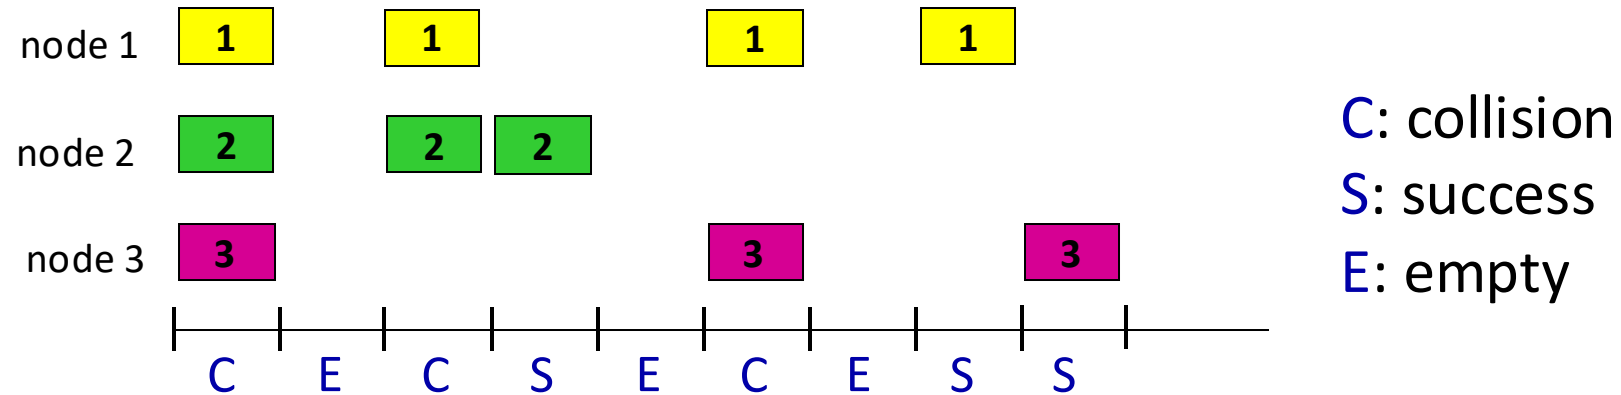 node 1 1 1 1 1
node 2 2 2 2
node 3 3 3 3
C E C S E C E S S
C: collision
S: success
E: empty